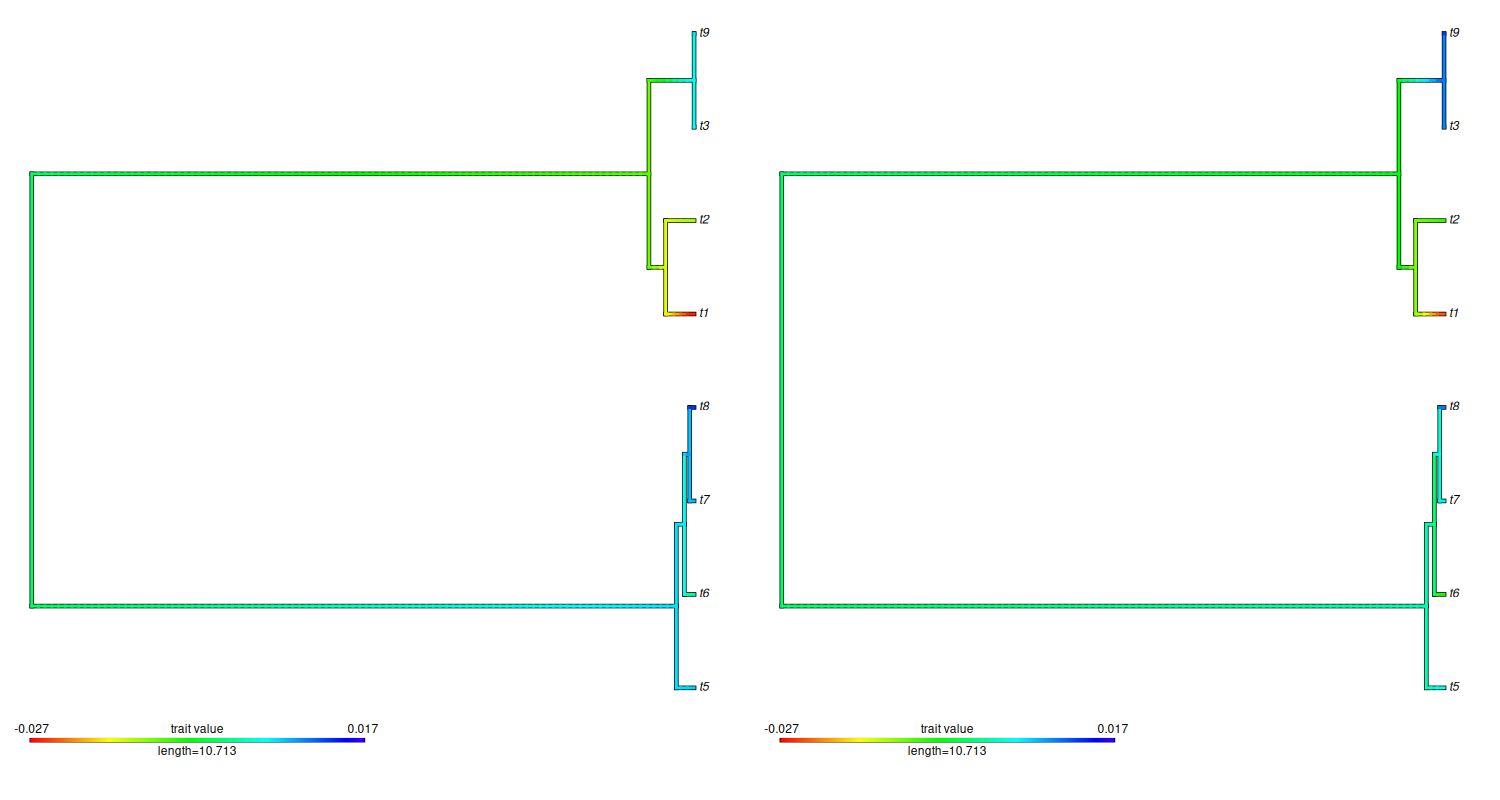 t9
t3
t2
t1
t8
t7
t6
t5
-0.027 trait value 0.017
length=10.713
t9
t3
t2
t1
t8
t7
t6
t5
-0.027 trait value 0.017
length=10.713